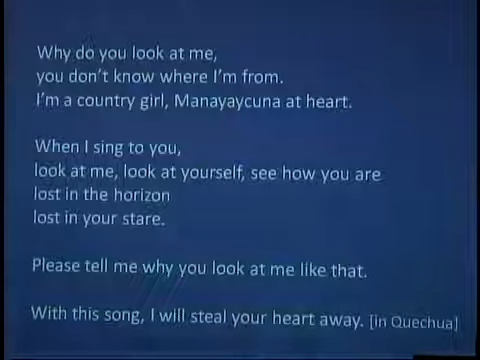 Why do you look at me,
you don't know where I'm from.
I'm a country girl, Manayaycuna at heart.
When I sing to you,
look at me, look at yourself, see how you are
lost in the horizon
lost in your stare.
Please tell me why you look at me like that.
With this song, I will steal your heart away. [in Quechua]